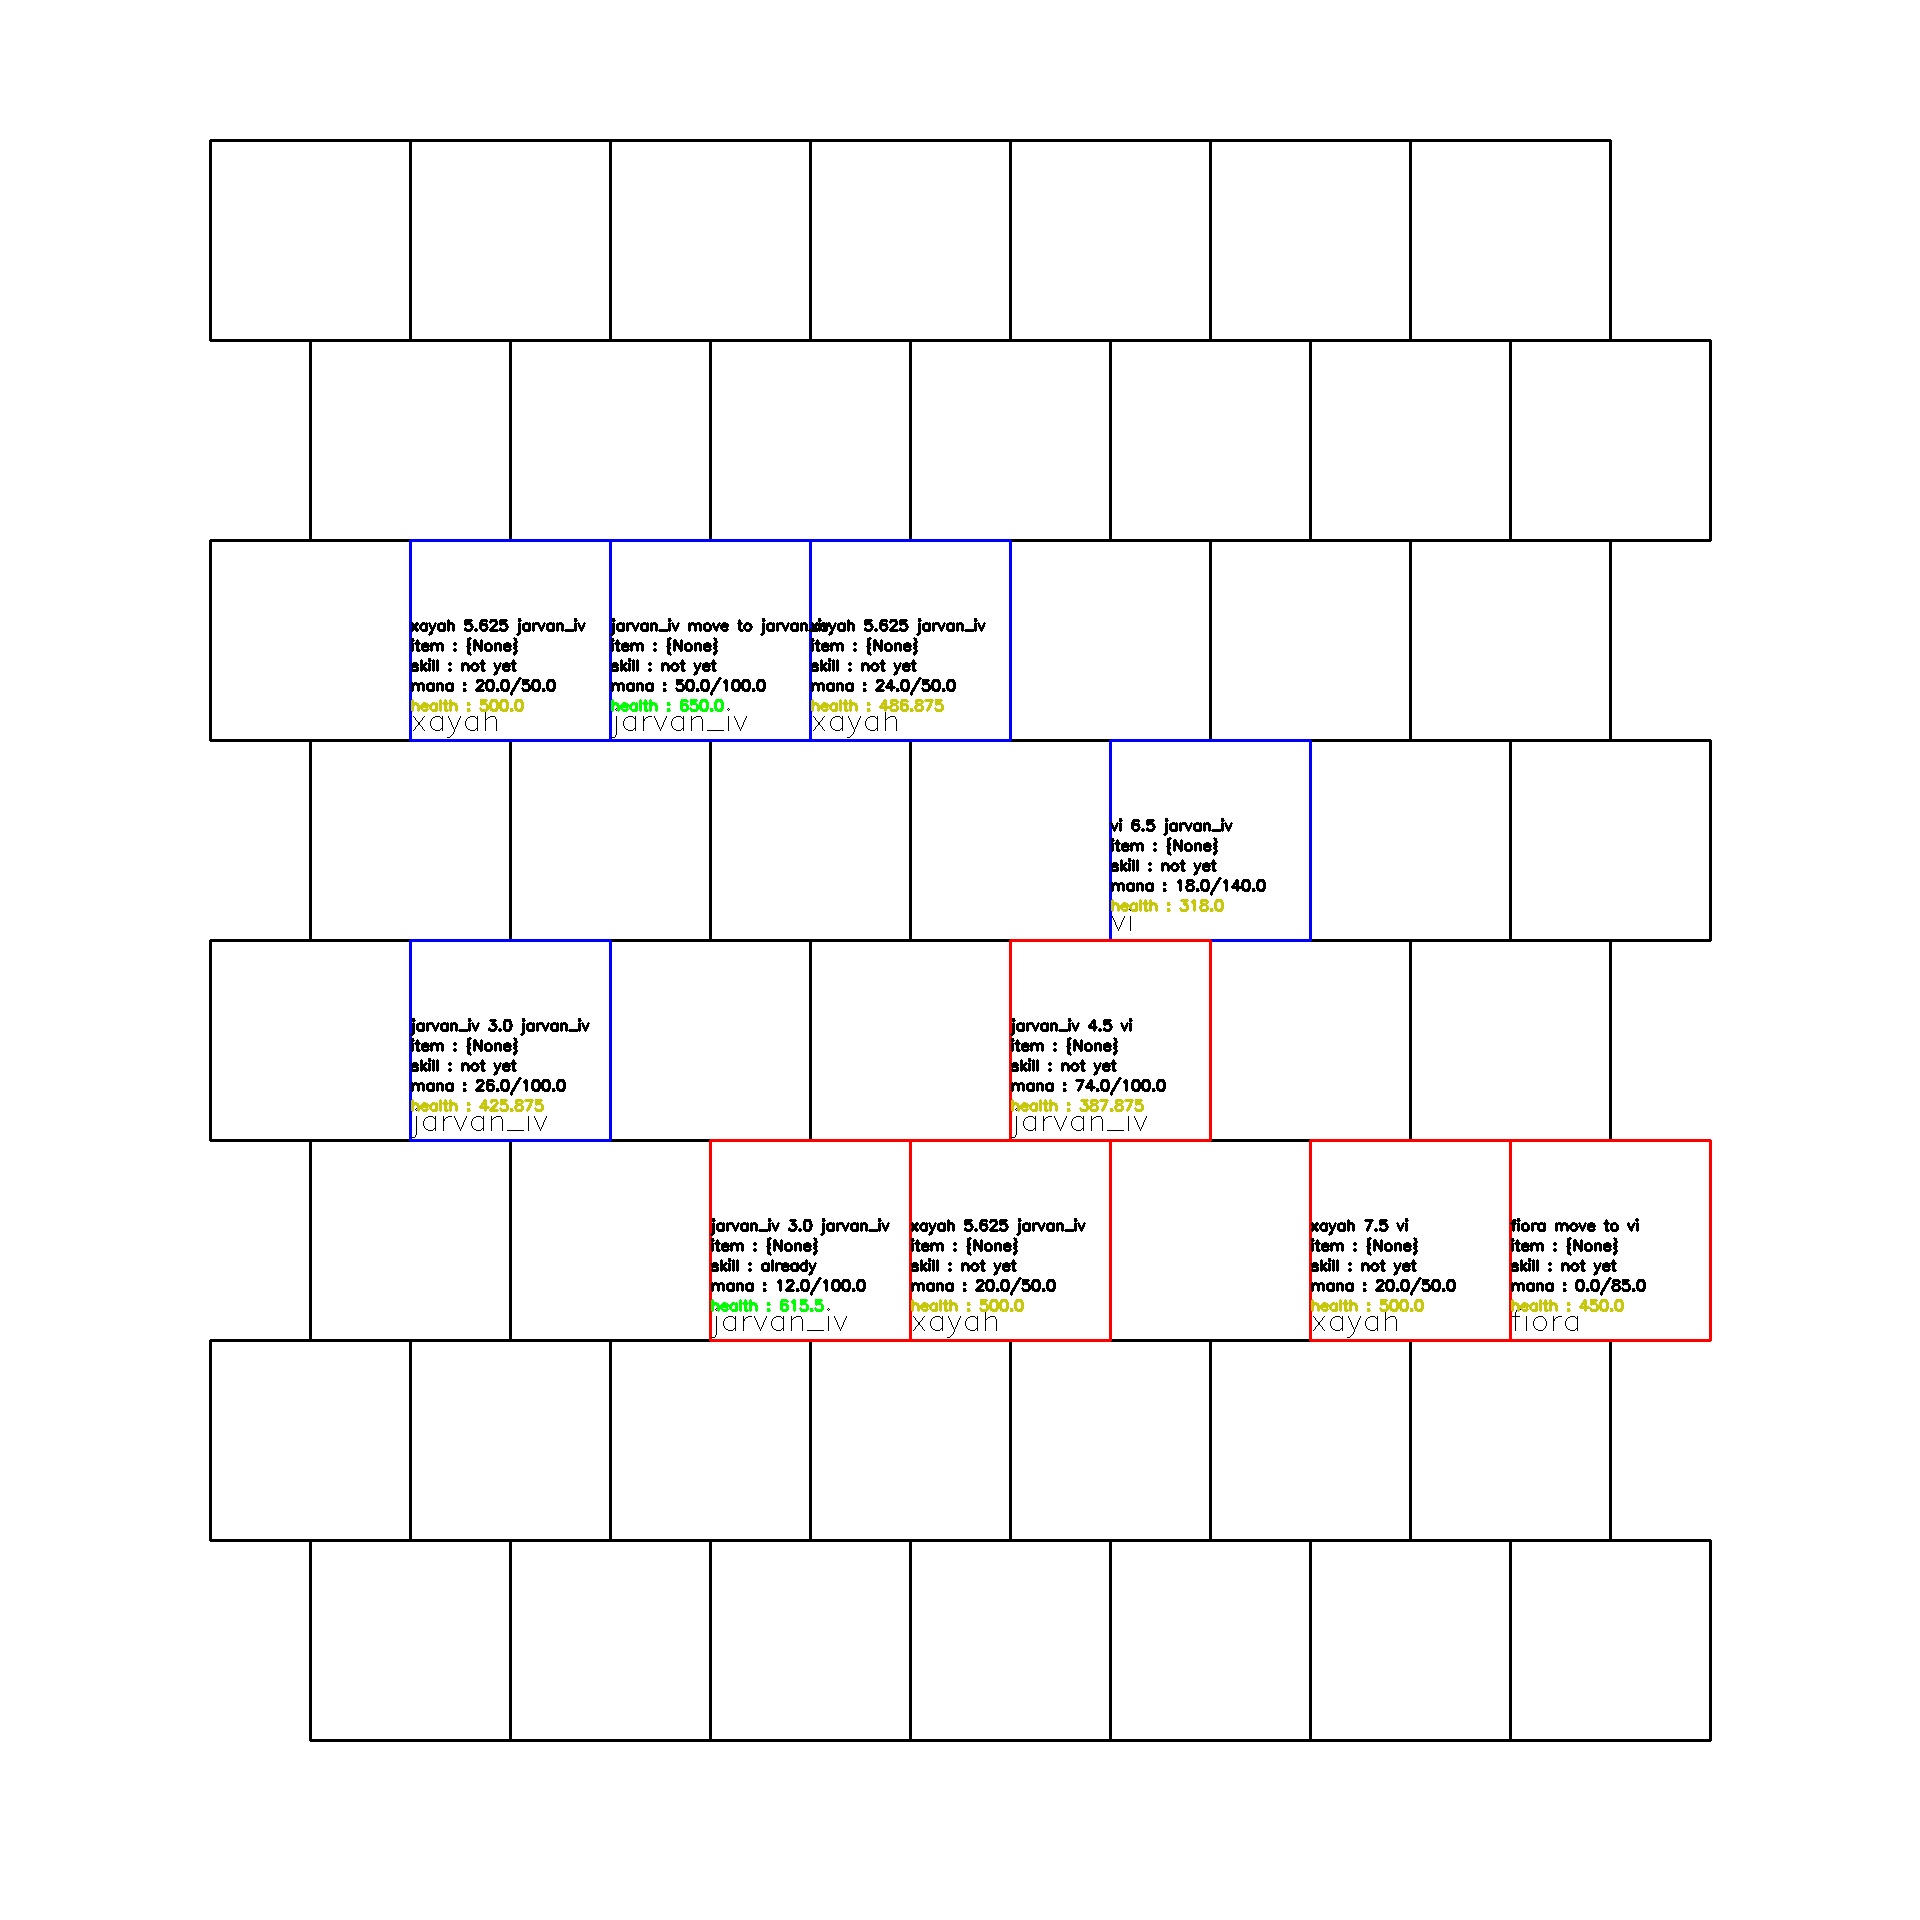 xayah 5.625 jarvan_iv
item : {None}
skill : not yet
mana : 20.0/50.0
health : 500.0
xayah
jarvan_iv move to jarvan_iv
item : {None}
skill : not yet
mana : 50.0/100.0
health : 650.0
jarvan_iv
xayah 5.625 jarvan_iv
item : {None}
skill : not yet
mana : 24.0/50.0
health : 486.875
xayah
vi 6.5 jarvan_iv
item : {None}
skill : not yet
mana : 18.0/140.0
health : 318.0
vi
jarvan_iv 3.0 jarvan_iv
item : {None}
skill : not yet
mana : 26.0/100.0
health : 425.875
jarvan_iv
jarvan_iv 4.5 vi
item : {None}
skill : not yet
mana : 74.0/100.0
health : 387.875
jarvan_iv
jarvan_iv 3.0 jarvan_iv
item : {None}
skill : already
mana : 12.0/100.0
health : 615.5
jarvan_iv
xayah 5.625 jarvan_iv
item : {None}
skill : not yet
mana : 20.0/50.0
health : 500.0
xayah
xayah 7.5 vi
item : {None}
skill : not yet
mana : 20.0/50.0
health : 500.0
xayah
fiora move to vi
item : {None}
skill : not yet
mana : 0.0/85.0
health : 450.0
fiora